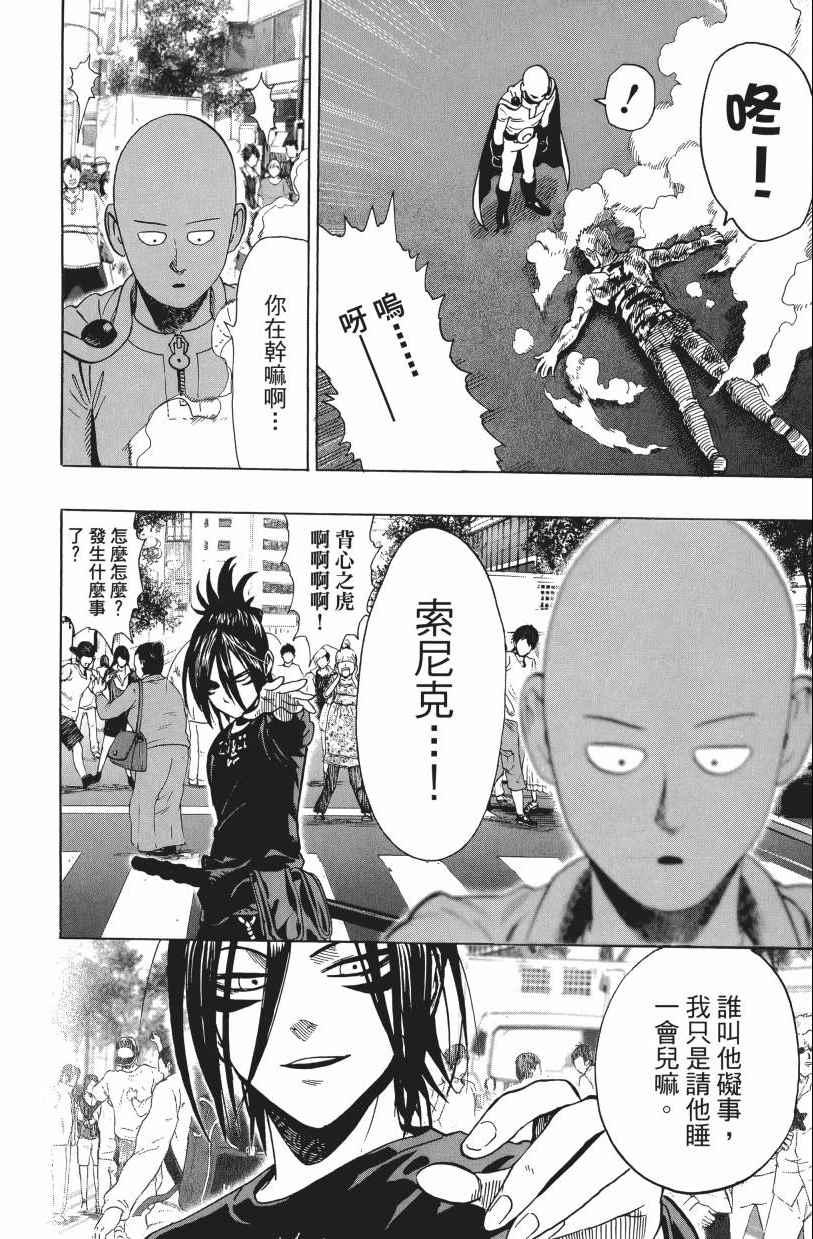 咚！
！
嗚……
呀——
你在幹嘛啊…
索尼克…！
背心之虎
啊啊啊啊！
怎麼怎麼？
發生什麼事
了？
誰叫他礙事，
我只是請他睡
一會兒嘛。